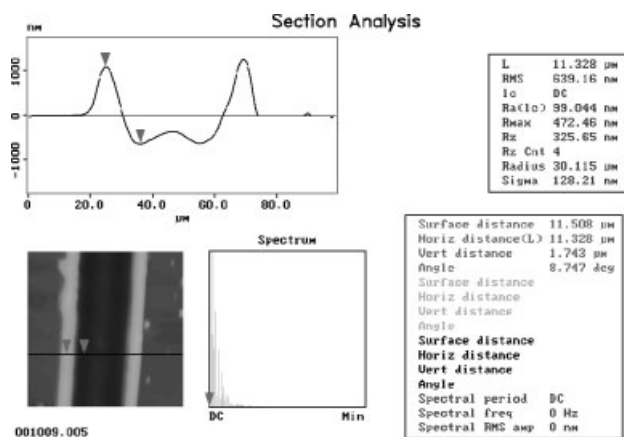 Section Analysis
nm
1000
0
-1000
0 20.0 40.0 60.0 80.0
µm
L 11.328 µm
RMS 639.16 nm
lc DC
Ra(lc) 99.044 nm
Rmax 472.46 nm
Rz 325.65 nm
Rz Cnt 4
Radius 30.115 µm
Sigma 128.21 nm
Surface distance 11.508 µm
Horiz distance(L) 11.328 µm
Vert distance 1.743 µm
Angle 8.747 deg
Surface distance
Horiz distance
Vert distance
Angle
Surface distance
Horiz distance
Vert distance
Angle
Spectral period DC
Spectral freq 0 Hz
Spectral RMS amp 0 nm
Spectrum
DC Min
001009.005